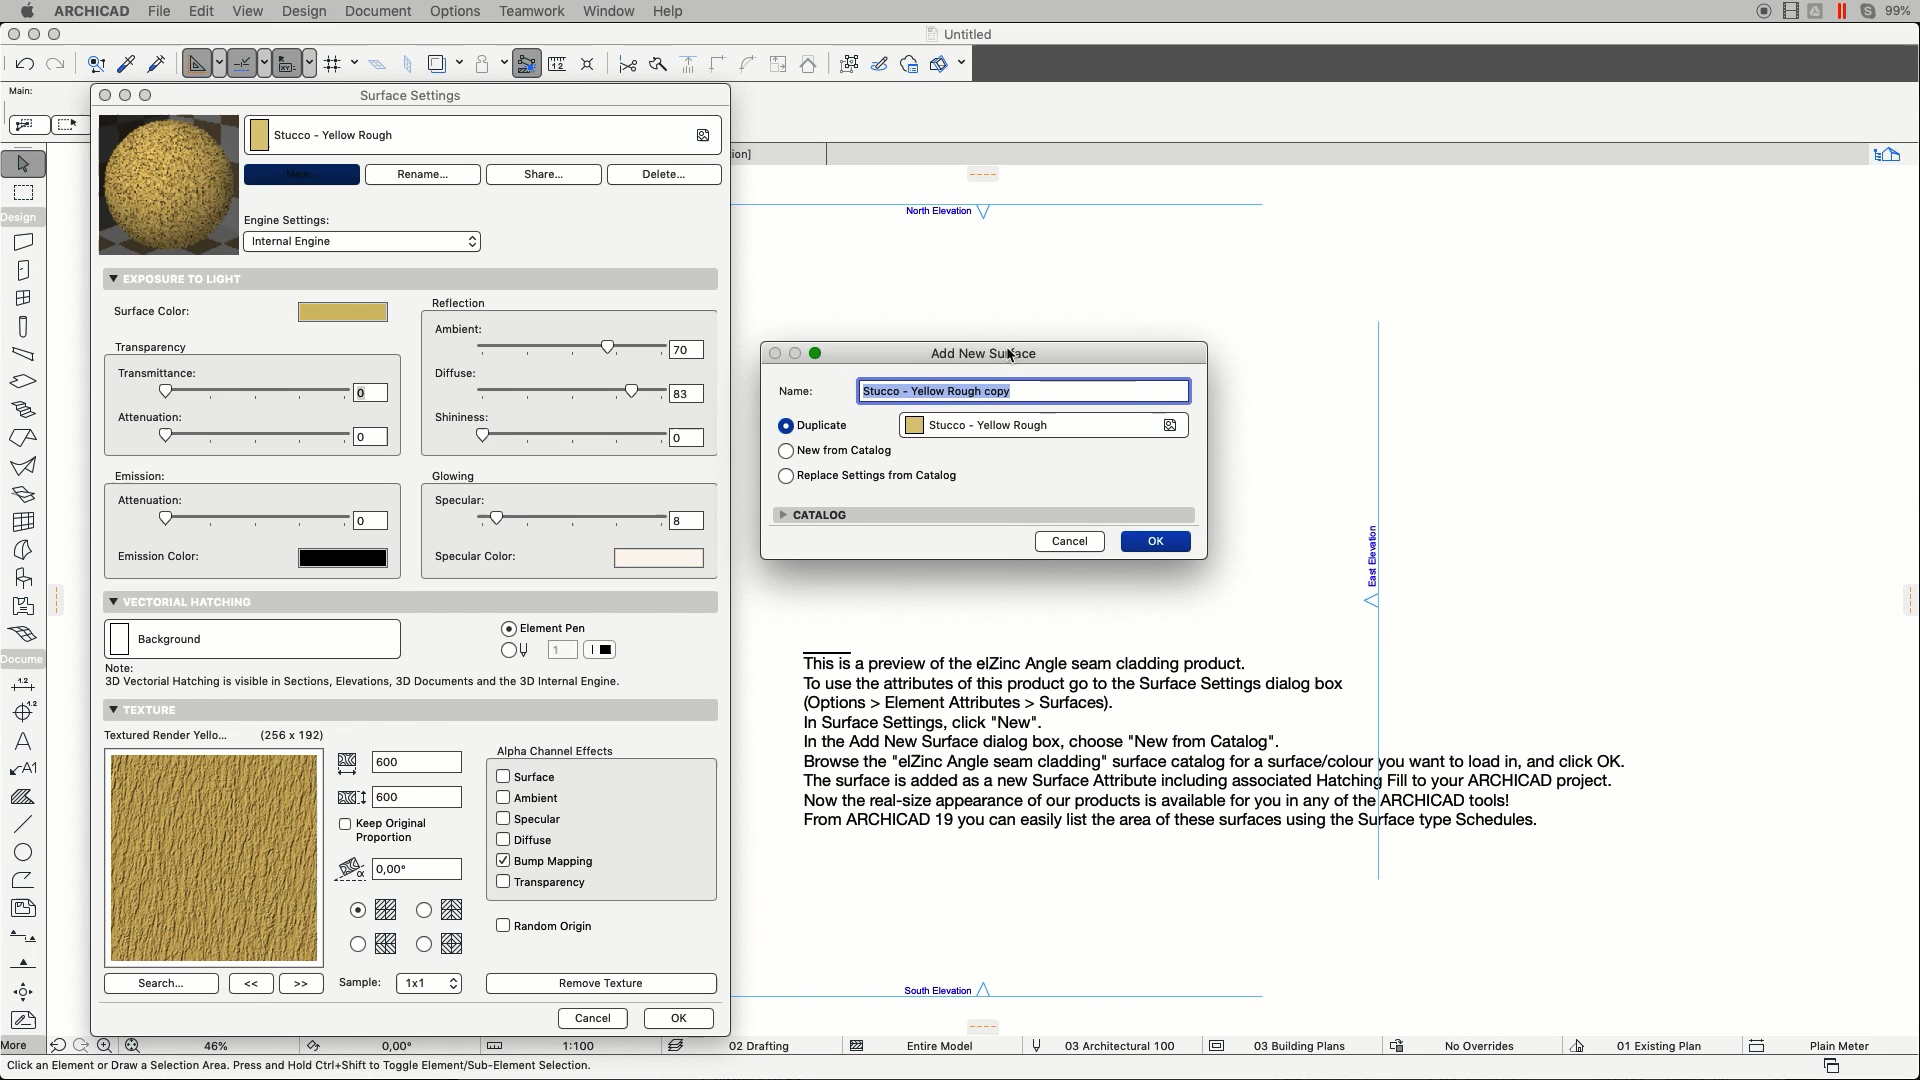 ARCHICAD File Edit View Design Document Options Teamwork Window Help 99%
Untitled
Main:
Surface Settings
Stucco - Yellow Rough
New... Rename... Share... Delete...
Engine Settings:
Internal Engine
EXPOSURE TO LIGHT
Surface Color:
Transparency
Transmittance: 0
Attenuation: 0
Reflection
Ambient: 70
Diffuse: 83
Shininess: 0
Emission:
Attenuation: 0
Emission Color:
Glowing
Specular: 8
Specular Color:
VECTORIAL HATCHING
Background
Element Pen
1
Note:
3D Vectorial Hatching is visible in Sections, Elevations, 3D Documents and the 3D Internal Engine.
TEXTURE
Textured Render Yello... (256 x 192)
600
600
Keep Original Proportion
0,00°
Alpha Channel Effects
Surface
Ambient
Specular
Diffuse
Bump Mapping
Transparency
Random Origin
Search... << >> Sample: 1x1 Remove Texture
Cancel OK
Design
Docume
More
ion]
North Elevation
East Elevation
South Elevation
Add New Surface
Name: Stucco - Yellow Rough copy
Duplicate Stucco - Yellow Rough
New from Catalog
Replace Settings from Catalog
CATALOG
Cancel OK
This is a preview of the elZinc Angle seam cladding product.
To use the attributes of this product go to the Surface Settings dialog box
(Options > Element Attributes > Surfaces).
In Surface Settings, click "New".
In the Add New Surface dialog box, choose "New from Catalog".
Browse the "elZinc Angle seam cladding" surface catalog for a surface/colour you want to load in, and click OK.
The surface is added as a new Surface Attribute including associated Hatching Fill to your ARCHICAD project.
Now the real-size appearance of our products is available for you in any of the ARCHICAD tools!
From ARCHICAD 19 you can easily list the area of these surfaces using the Surface type Schedules.
46% 0,00° 1:100 02 Drafting Entire Model 03 Architectural 100 03 Building Plans No Overrides 01 Existing Plan Plain Meter
Click an Element or Draw a Selection Area. Press and Hold Ctrl+Shift to Toggle Element/Sub-Element Selection.